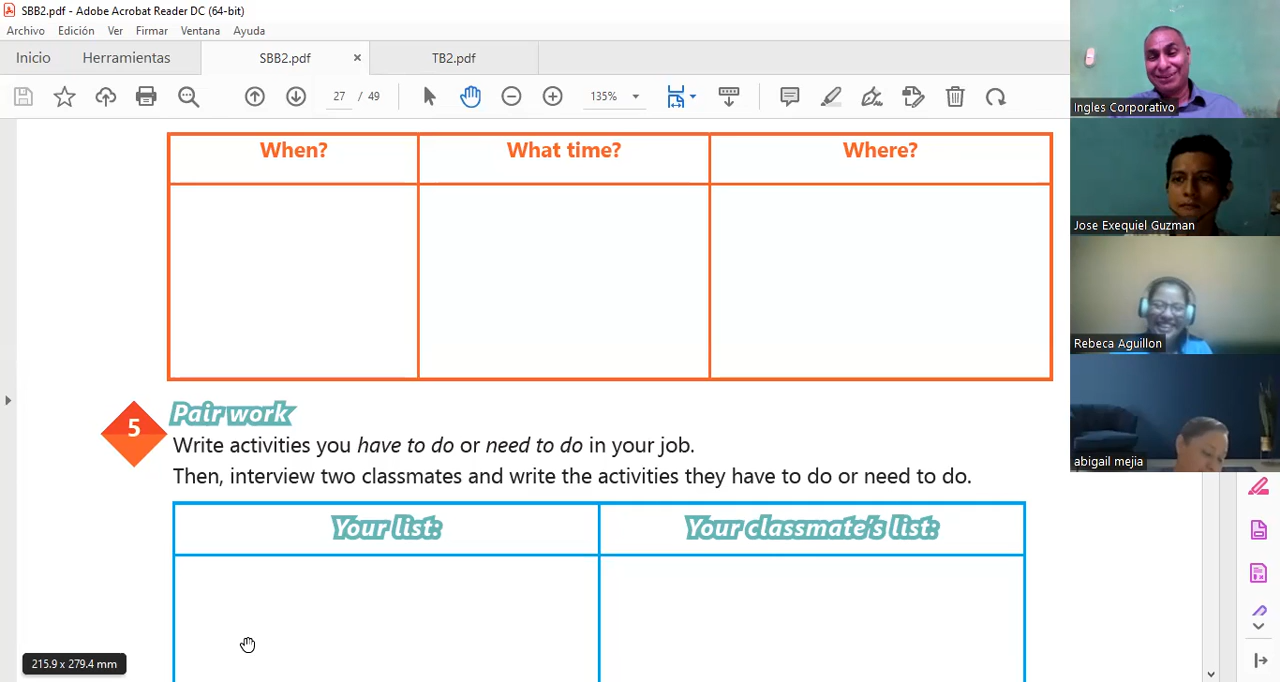 SBB2.pdf - Adobe Acrobat Reader DC (64-bit)
Archivo Edición Ver Firmar Ventana Ayuda
Inicio Herramientas SBB2.pdf × TB2.pdf
27 / 49 135%
When? What time? Where?
5 Pair work
Write activities you have to do or need to do in your job.
Then, interview two classmates and write the activities they have to do or need to do.
Your list: Your classmate's list:
215.9 x 279.4 mm
Ingles Corporativo
Jose Exequiel Guzman
Rebeca Aguillon
abigail mejia